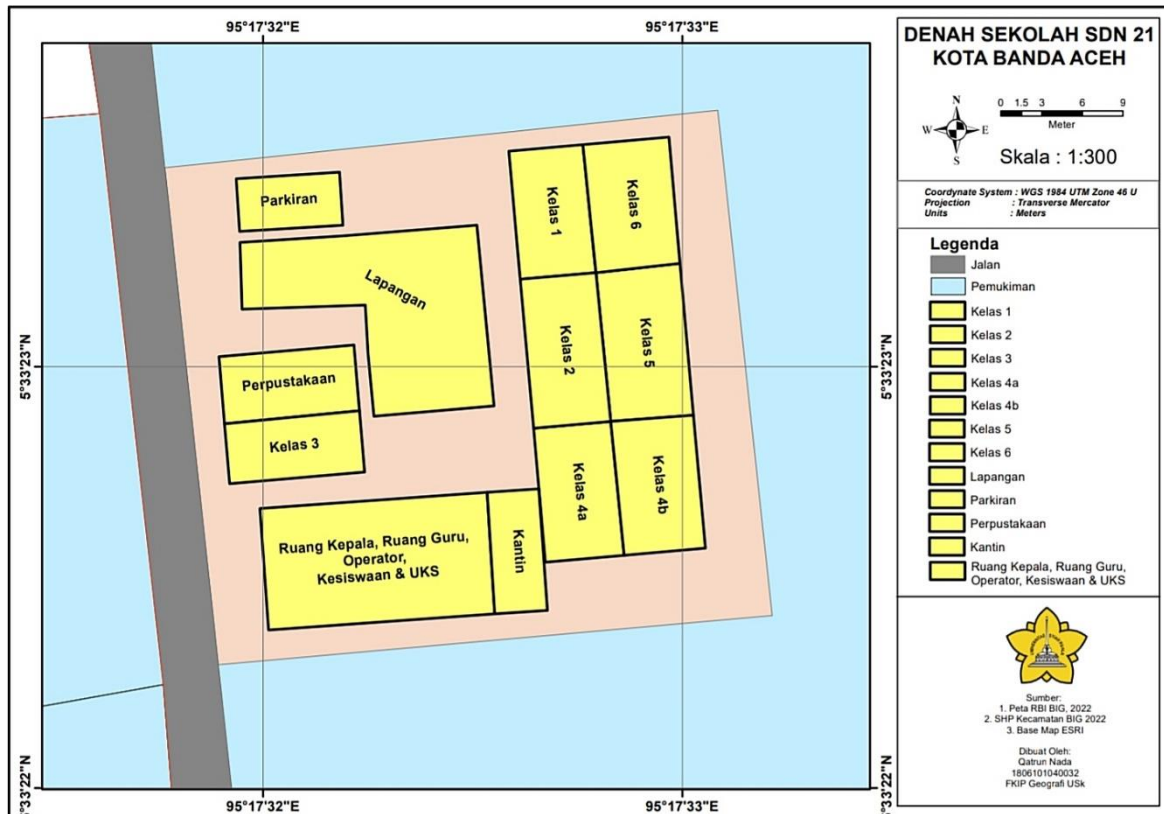 95°17'32"E
95°17'33"E
Parkiran
Lapangan
Kelas 1
Kelas 6
Kelas 2
Kelas 5
Perpustakaan
Kelas 3
Kelas 4a
Kelas 4b
Ruang Kepala, Ruang Guru,
Operator,
Kesiswaan & UKS
Kantin
5°33'23"N
5°33'23"N
°33'22"N
5°33'22"N
95°17'32"E
95°17'33"E
DENAH SEKOLAH SDN 21
KOTA BANDA ACEH
N
W
E
S
0 1.5 3 6 9
Meter
Skala : 1:300
Coordynate System : WGS 1984 UTM Zone 46 U
Projection : Transverse Mercator
Units : Meters
Legenda
Jalan
Pemukiman
Kelas 1
Kelas 2
Kelas 3
Kelas 4a
Kelas 4b
Kelas 5
Kelas 6
Lapangan
Parkiran
Perpustakaan
Kantin
Ruang Kepala, Ruang Guru,
Operator, Kesiswaan & UKS
Sumber:
1. Peta RBI BIG, 2022
2. SHP Kecamatan BIG 2022
3. Base Map ESRI
Dibuat Oleh:
Qatrun Nada
1806101040032
FKIP Geografi USk